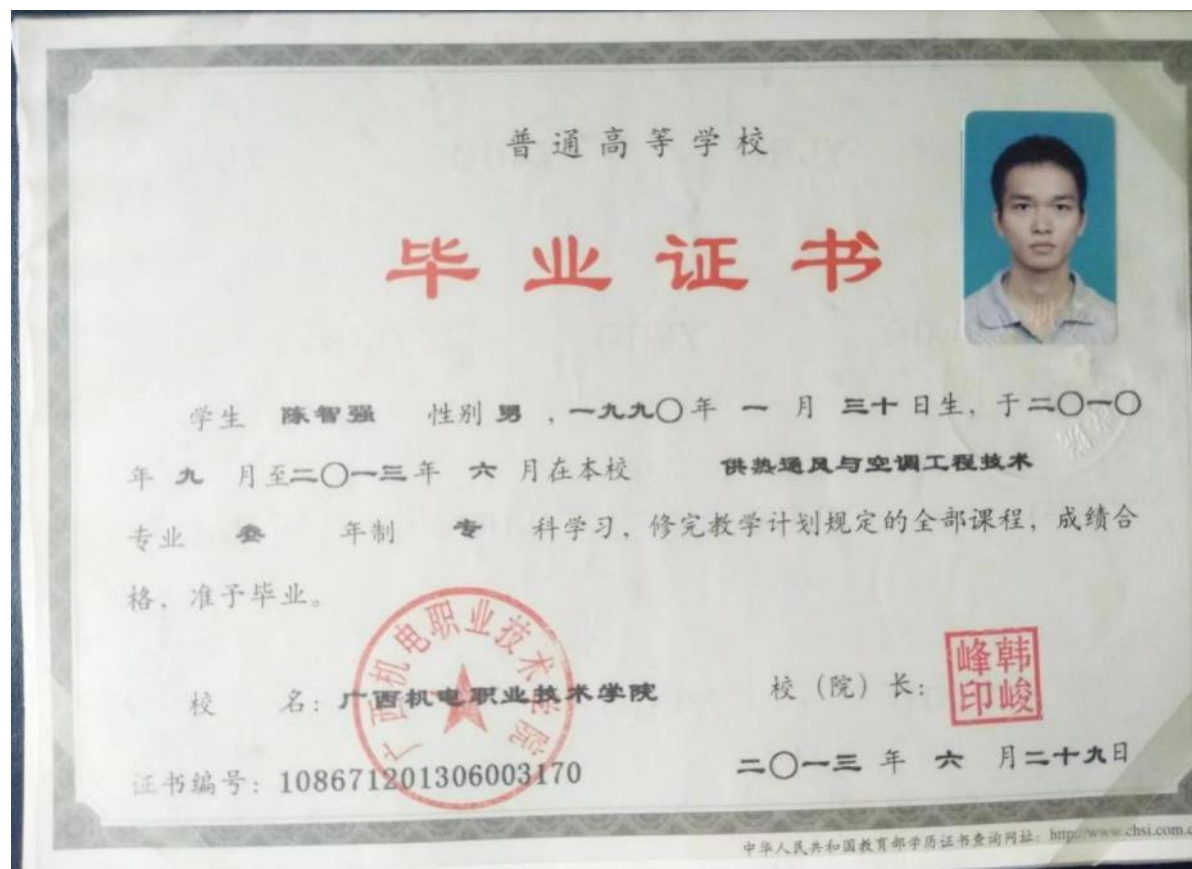 普通高等学校
毕业证书
学生 陈智强 性别 男 ，一九九〇年 一 月 三十 日生，于二〇一〇
年 九 月至二〇一三年 六 月在本校 供热通风与空调工程技术
专业 叁 年制 专 科学习，修完教学计划规定的全部课程，成绩合
格，准予毕业。
广西机电职业技术学院
校 名：广西机电职业技术学院
校（院）长：
韩峻峰印
证书编号：108671201306003170
二〇一三 年 六 月二十九日
中华人民共和国教育部学历证书查询网址：http://www.chsi.com.c